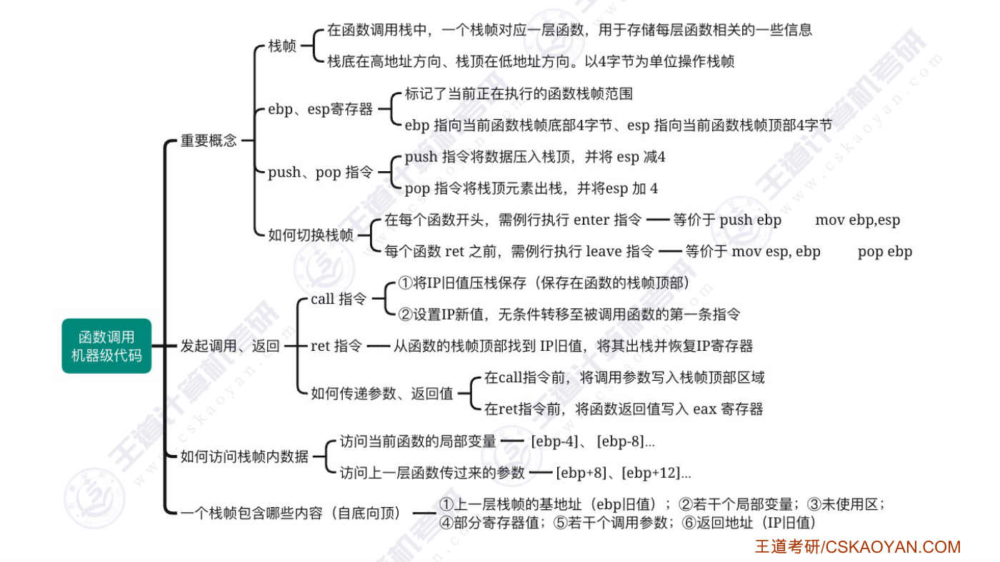 在函数调用栈中，一个栈帧对应一层函数，用于存储每层函数相关的一些信息
栈帧
栈底在高地址方向、栈顶在低地址方向。以4字节为单位操作栈帧
标记了当前正在执行的函数栈帧范围
ebp、esp寄存器
ebp 指向当前函数栈帧底部4字节、esp 指向当前函数栈帧顶部4字节
重要概念
push 指令将数据压入栈顶，并将 esp 减4
push、pop 指令
pop 指令将栈顶元素出栈，并将esp 加 4
在每个函数开头，需例行执行 enter 指令 等价于 push ebp mov ebp,esp
如何切换栈帧
每个函数 ret 之前，需例行执行 leave 指令 等价于 mov esp, ebp pop ebp
①将IP旧值压栈保存（保存在函数的栈帧顶部）
call 指令
②设置IP新值，无条件转移至被调用函数的第一条指令
函数调用
机器级代码
发起调用、返回
ret 指令 从函数的栈帧顶部找到 IP旧值，将其出栈并恢复IP寄存器
在call指令前，将调用参数写入栈帧顶部区域
如何传递参数、返回值
在ret指令前，将函数返回值写入 eax 寄存器
访问当前函数的局部变量 [ebp-4]、 [ebp-8]...
如何访问栈帧内数据
访问上一层函数传过来的参数 [ebp+8]、[ebp+12]...
一个栈帧包含哪些内容（自底向顶）
①上一层栈帧的基地址（ebp旧值）；②若干个局部变量；③未使用区；
④部分寄存器值；⑤若干个调用参数；⑥返回地址（IP旧值）
王道考研/CSKAOYAN.COM
王道计算机考研
www.cskaoyan.com